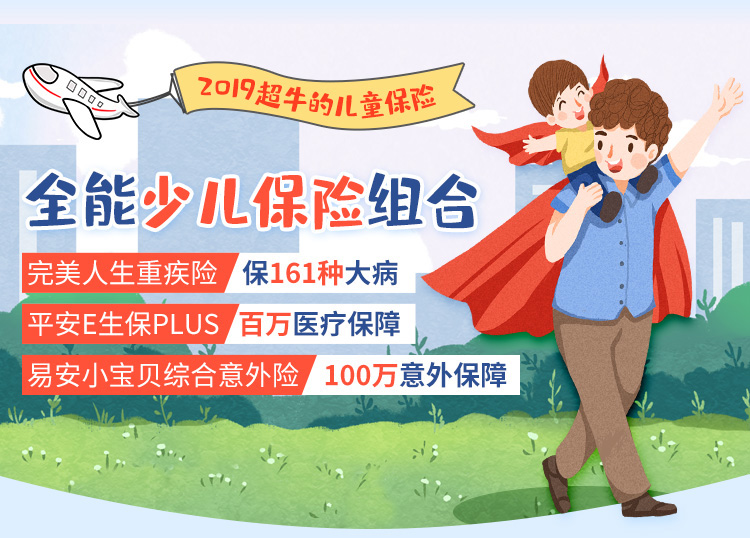 2019超牛的儿童保险
全能少儿保险组合
完美人生重疾险 保161种大病
平安E生保PLUS 百万医疗保障
易安小宝贝综合意外险 100万意外保障